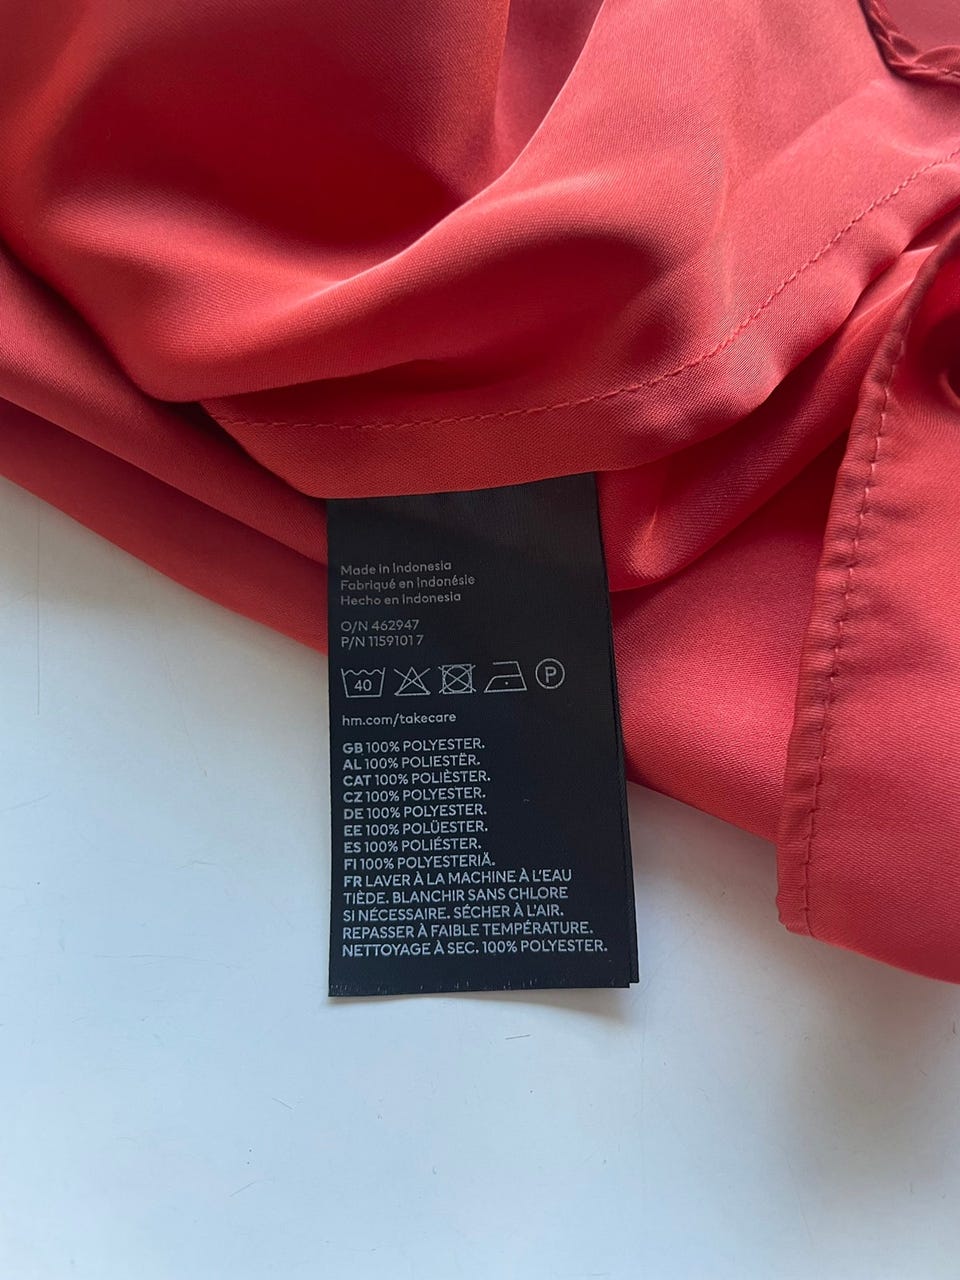 Made in Indonesia
Fabriqué en Indonésie
Hecho en Indonesia
O/N 462947
P/N 1159101 7
40 P
hm.com/takecare
GB 100% POLYESTER.
AL 100% POLIESTËR.
CAT 100% POLIÈSTER.
CZ 100% POLYESTER.
DE 100% POLYESTER.
EE 100% POLÜESTER.
ES 100% POLIÉSTER.
FI 100% POLYESTERIÄ.
FR LAVER À LA MACHINE À L'EAU
TIÈDE. BLANCHIR SANS CHLORE
SI NÉCESSAIRE. SÉCHER À L'AIR.
REPASSER À FAIBLE TEMPÉRATURE.
NETTOYAGE À SEC. 100% POLYESTER.